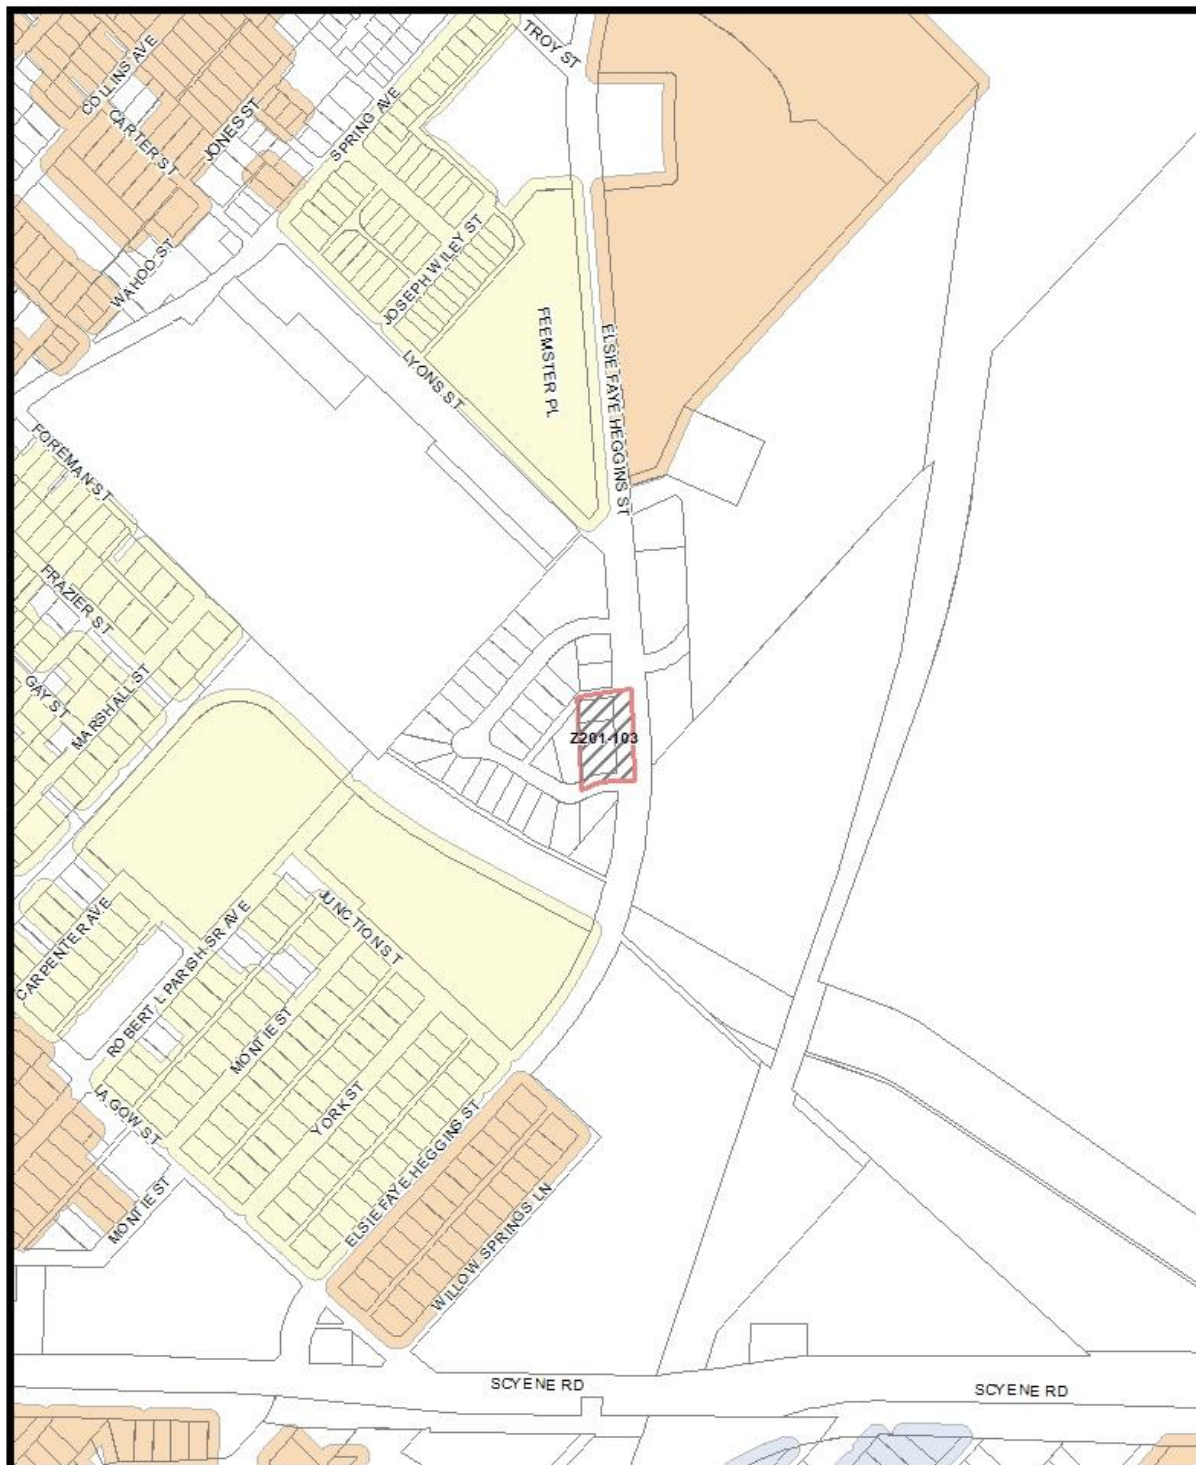 TROY ST
COLLINS AVE
CARTER ST
JONES ST
SPRING AVE
WAHOO ST
JOSEPH WILEY ST
LYONS ST
FEEMSTER PL
ELSIE FAYE HEGGINS ST
FOREMAN ST
FRAZIER ST
GAY ST
MARSHALL ST
Z201-103
CARPENTER AVE
ROBERT L PARISH SR AVE
JUNCTION ST
MONTIE ST
YORK ST
LAGOW ST
ELSIE FAYE HEGGINS ST
MONTIE ST
WILLOW SPRINGS LN
SCYENE RD
SCYENE RD